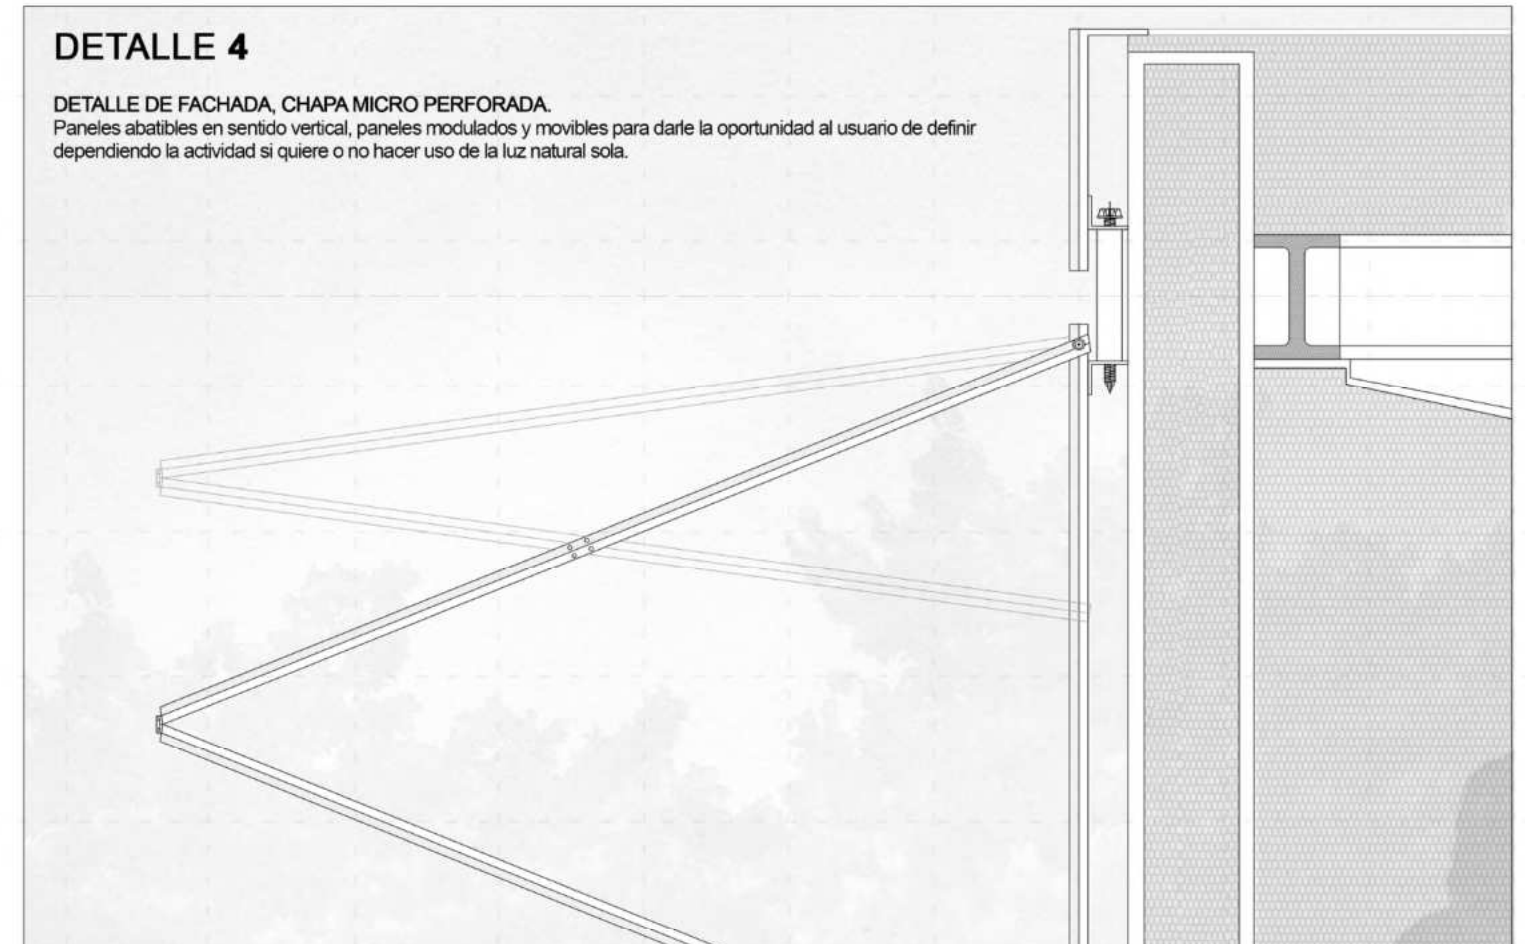 DETALLE 4
DETALLE DE FACHADA, CHAPA MICRO PERFORADA.
Paneles abatibles en sentido vertical, paneles modulados y movibles para darle la oportunidad al usuario de definir
dependiendo la actividad si quiere o no hacer uso de la luz natural sola.